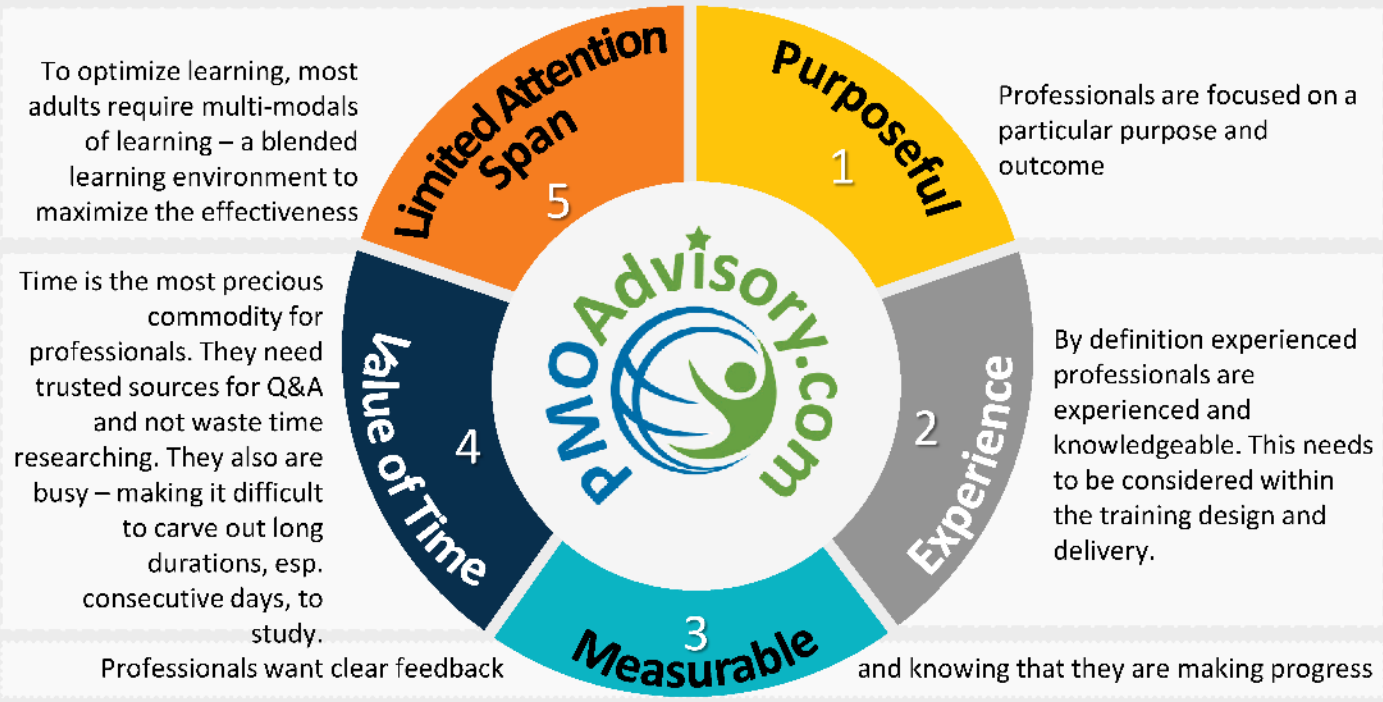 Purposeful
1
Professionals are focused on a
particular purpose and
outcome
Experience
2
By definition experienced
professionals are
experienced and
knowledgeable. This needs
to be considered within
the training design and
delivery.
3
Measurable
Professionals want clear feedback
and knowing that they are making progress
Value of Time
4
Time is the most precious
commodity for
professionals. They need
trusted sources for Q&A
and not waste time
researching. They also are
busy – making it difficult
to carve out long
durations, esp.
consecutive days, to
study.
Limited Attention
Span
5
To optimize learning, most
adults require multi-modals
of learning – a blended
learning environment to
maximize the effectiveness
PMOAdvisory.com